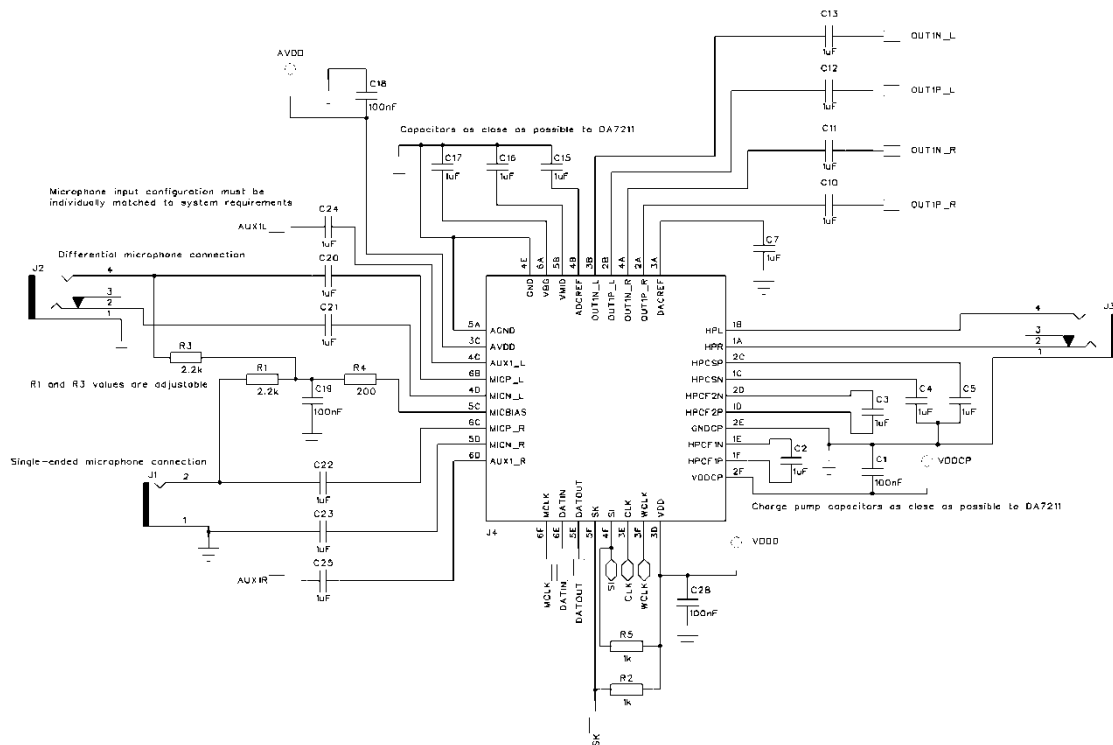 C13
1uF
OUT1N_L
AVDD
C18
100nF
C12
1uF
OUT1P_L
Capacitors as close as possible to DA7211
C17
1uF
C16
1uF
C15
1uF
C11
1uF
OUT1N_R
C10
1uF
OUT1P_R
Microphone input configuration must be
individually matched to system requirements
C24
1uF
AUX1L
C7
1uF
Differential microphone connection
J2
4
3
2
1
C20
1uF
C21
1uF
4E
6A
5B
4B
3B
2B
4A
2A
3A
GND
VBG
VMID
ADCREF
OUT1N_L
OUT1P_L
OUT1N_R
OUT1P_R
DACREF
5A AGND
3C AVDD
4C AUX1_L
6B MICP_L
4D MICN_L
5C MICBIAS
6C MICP_R
5D MICN_R
6D AUX1_R
HPL 1B
HPR 1A
HPCSP 2C
HPCSN 1C
HPCF2N 2D
HPCF2P 1D
GNDCP 2E
HPCF1N 1E
HPCF1P 1F
VDDCP 2F
J3
4
3
2
1
R3
2.2k
R1
2.2k
R4
200
C19
100nF
R1 and R3 values are adjustable
C4
1uF
C5
1uF
C3
1uF
C2
1uF
C1
100nF
VDDCP
Single-ended microphone connection
J1
2
1
C22
1uF
C23
1uF
C25
1uF
AUX1R
Charge pump capacitors as close as possible to DA7211
MCLK
DATIN
DATOUT
SK
SI
CLK
WCLK
VDD
J4
6F
6E
5E
5F
4F
3E
3F
3D
VDDD
MCLK
DATIN
DATOUT
SI
CLK
WCLK
C28
100nF
R5
1k
R2
1k
SK